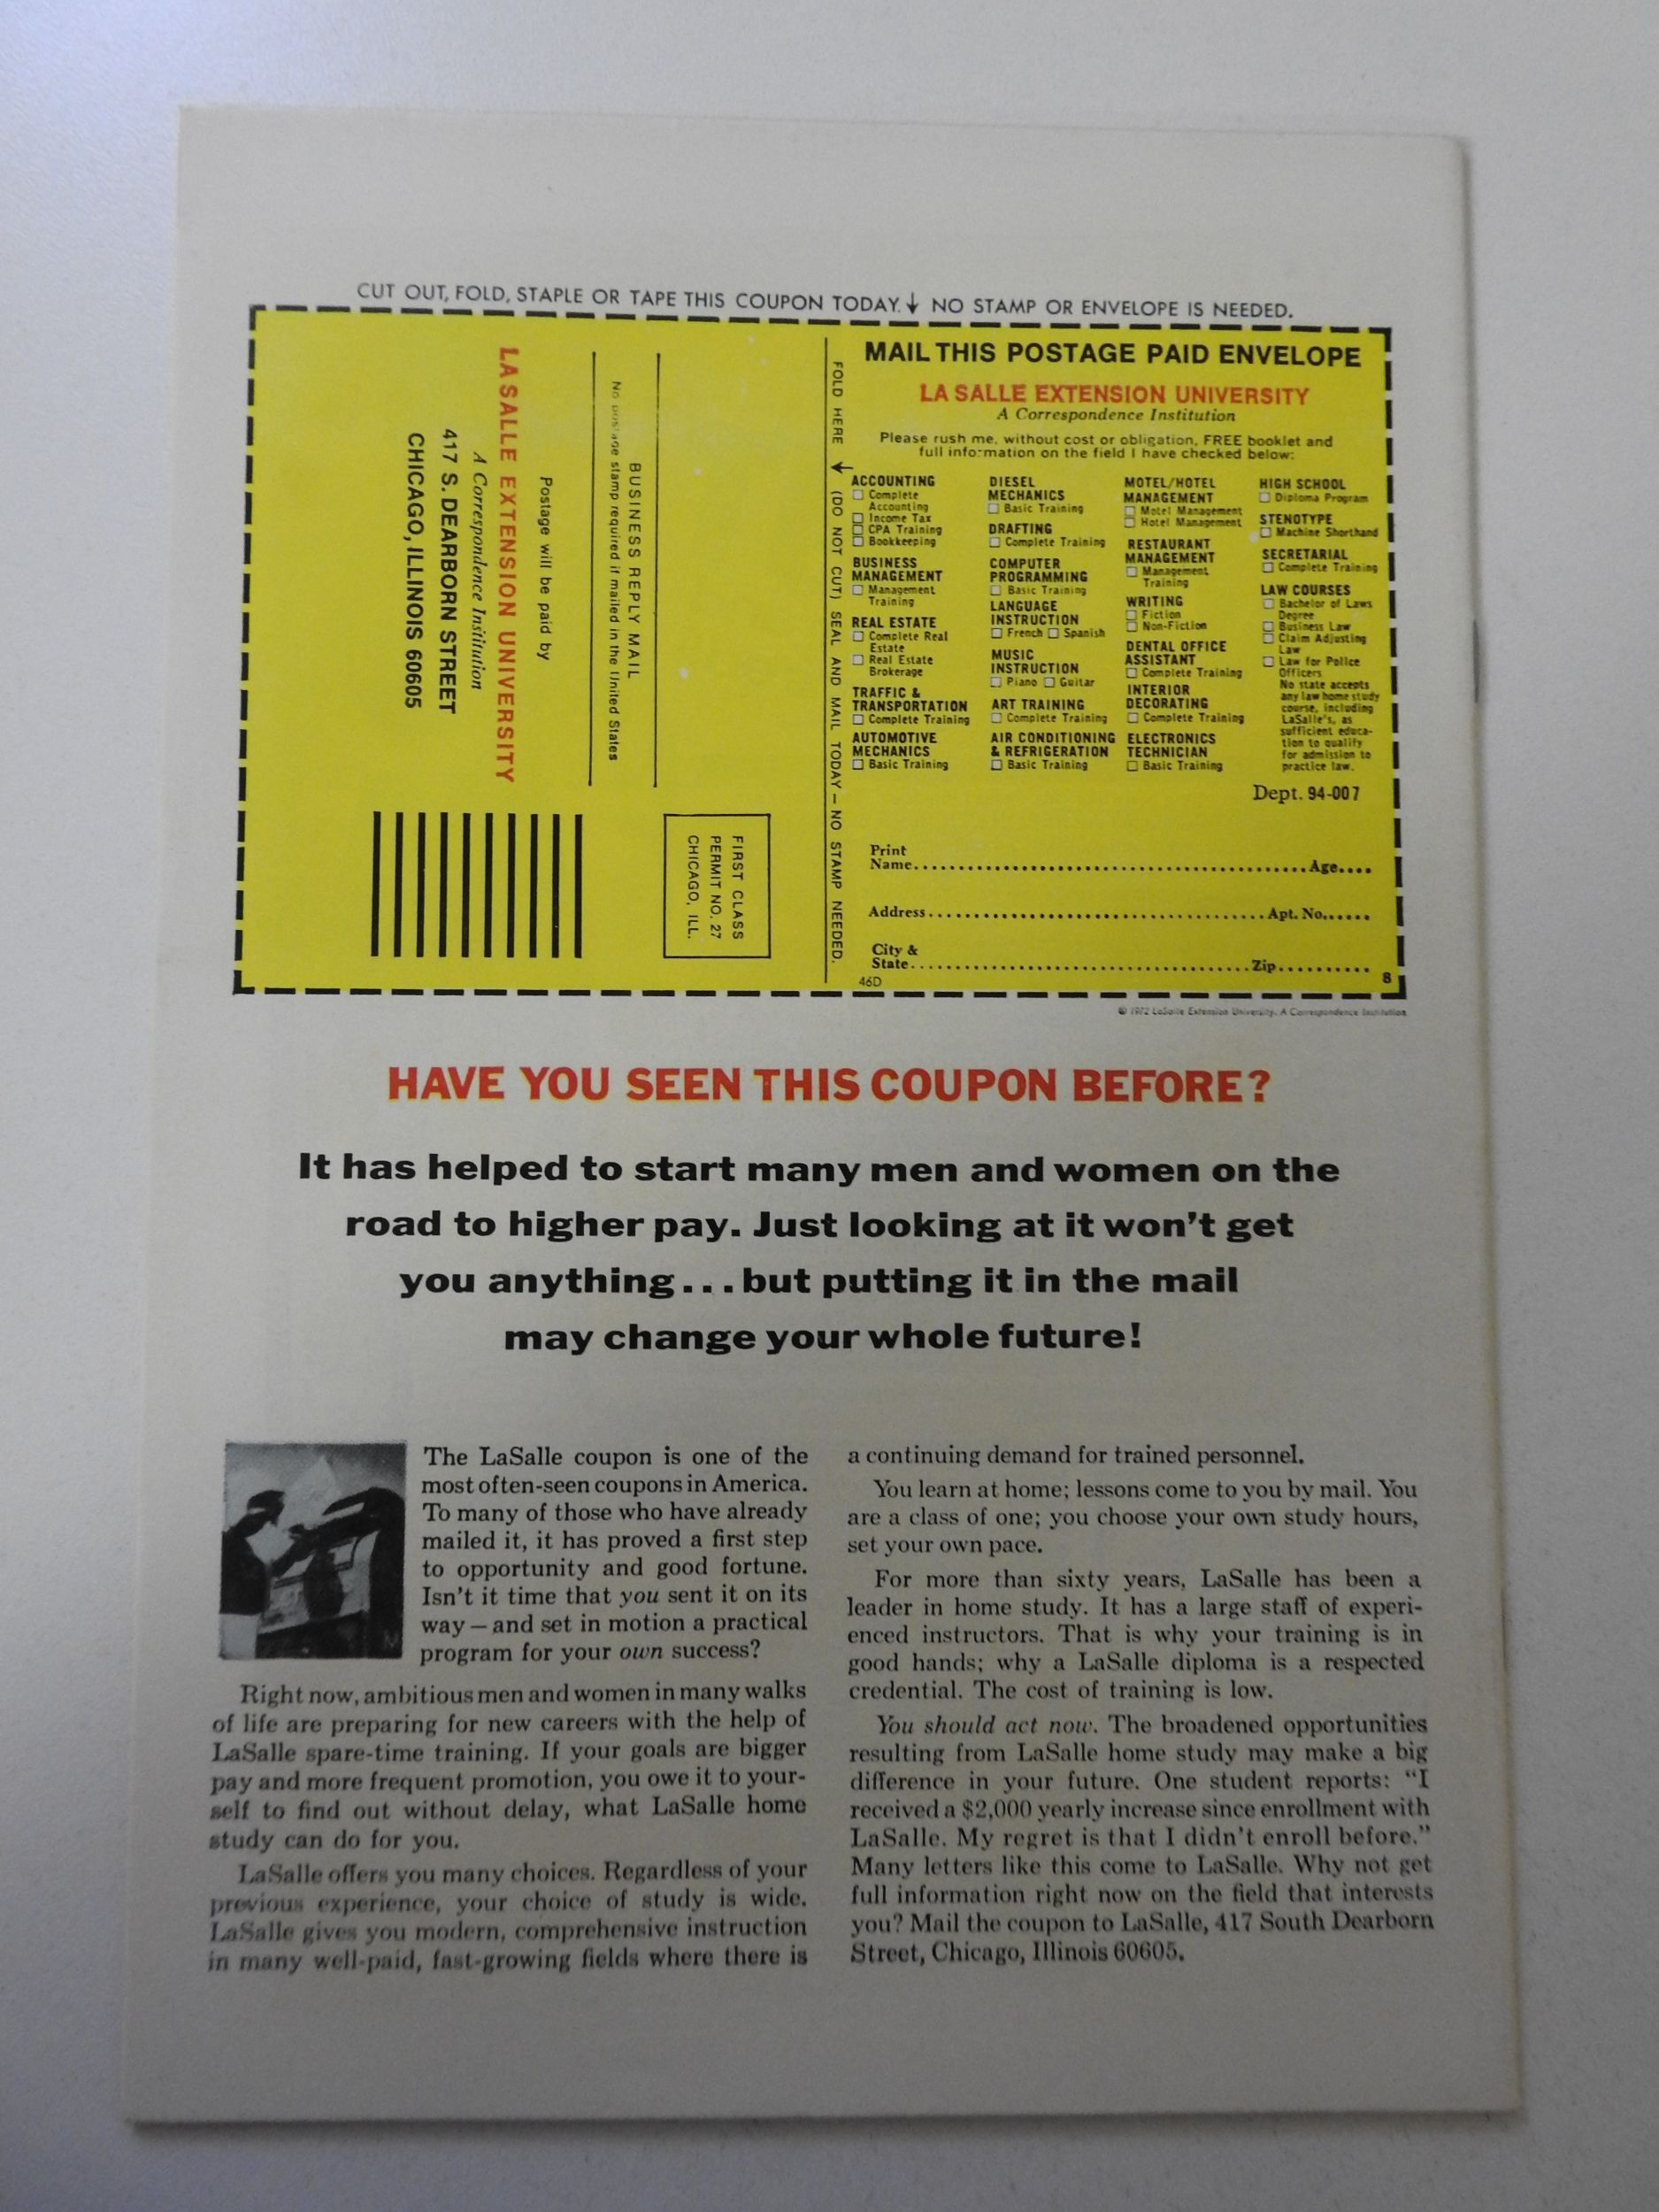 CUT OUT, FOLD, STAPLE OR TAPE THIS COUPON TODAY. ↓ NO STAMP OR ENVELOPE IS NEEDED.
LA SALLE EXTENSION UNIVERSITY
A Correspondence Institution
417 S. DEARBORN STREET
CHICAGO, ILLINOIS 60605
Postage will be paid by
No postage stamp required if mailed in the United States
BUSINESS REPLY MAIL
FIRST CLASS
PERMIT NO. 27
CHICAGO, ILL.
FOLD HERE ↓ (DO NOT CUT) SEAL AND MAIL TODAY — NO STAMP NEEDED.
MAIL THIS POSTAGE PAID ENVELOPE
LA SALLE EXTENSION UNIVERSITY
A Correspondence Institution
Please rush me, without cost or obligation, FREE booklet and
full information on the field I have checked below:
ACCOUNTING
☐ Complete
Accounting
☐ Income Tax
☐ CPA Training
☐ Bookkeeping
BUSINESS
MANAGEMENT
☐ Management
Training
REAL ESTATE
☐ Complete Real
Estate
☐ Real Estate
Brokerage
TRAFFIC &
TRANSPORTATION
☐ Complete Training
AUTOMOTIVE
MECHANICS
☐ Basic Training
DIESEL
MECHANICS
☐ Basic Training
DRAFTING
☐ Complete Training
COMPUTER
PROGRAMMING
☐ Basic Training
LANGUAGE
INSTRUCTION
☐ French ☐ Spanish
MUSIC
INSTRUCTION
☐ Piano ☐ Guitar
ART TRAINING
☐ Complete Training
AIR CONDITIONING
& REFRIGERATION
☐ Basic Training
MOTEL/HOTEL
MANAGEMENT
☐ Motel Management
☐ Hotel Management
RESTAURANT
MANAGEMENT
☐ Management
Training
WRITING
☐ Fiction
☐ Non-Fiction
DENTAL OFFICE
ASSISTANT
☐ Complete Training
INTERIOR
DECORATING
☐ Complete Training
ELECTRONICS
TECHNICIAN
☐ Basic Training
HIGH SCHOOL
☐ Diploma Program
STENOTYPE
☐ Machine Shorthand
SECRETARIAL
☐ Complete Training
LAW COURSES
☐ Bachelor of Laws
Degree
☐ Business Law
☐ Claim Adjusting
Law
☐ Law for Police
Officers
No state accepts
any law home study
course, including
LaSalle's, as
sufficient educa-
tion to qualify
for admission to
practice law.
Dept. 94-007
Print
Name.....Age....
Address.....Apt. No......
City &
State.....Zip..........
46D
8
© 1972 LaSalle Extension University. A Correspondence Institution
HAVE YOU SEEN THIS COUPON BEFORE?
It has helped to start many men and women on the
road to higher pay. Just looking at it won't get
you anything...but putting it in the mail
may change your whole future!
The LaSalle coupon is one of the
most often-seen coupons in America.
To many of those who have already
mailed it, it has proved a first step
to opportunity and good fortune.
Isn't it time that you sent it on its
way — and set in motion a practical
program for your own success?
Right now, ambitious men and women in many walks
of life are preparing for new careers with the help of
LaSalle spare-time training. If your goals are bigger
pay and more frequent promotion, you owe it to your-
self to find out without delay, what LaSalle home
study can do for you.
LaSalle offers you many choices. Regardless of your
previous experience, your choice of study is wide.
LaSalle gives you modern, comprehensive instruction
in many well-paid, fast-growing fields where there is
a continuing demand for trained personnel.
You learn at home; lessons come to you by mail. You
are a class of one; you choose your own study hours,
set your own pace.
For more than sixty years, LaSalle has been a
leader in home study. It has a large staff of experi-
enced instructors. That is why your training is in
good hands; why a LaSalle diploma is a respected
credential. The cost of training is low.
You should act now. The broadened opportunities
resulting from LaSalle home study may make a big
difference in your future. One student reports: "I
received a $2,000 yearly increase since enrollment with
LaSalle. My regret is that I didn't enroll before."
Many letters like this come to LaSalle. Why not get
full information right now on the field that interests
you? Mail the coupon to LaSalle, 417 South Dearborn
Street, Chicago, Illinois 60605.